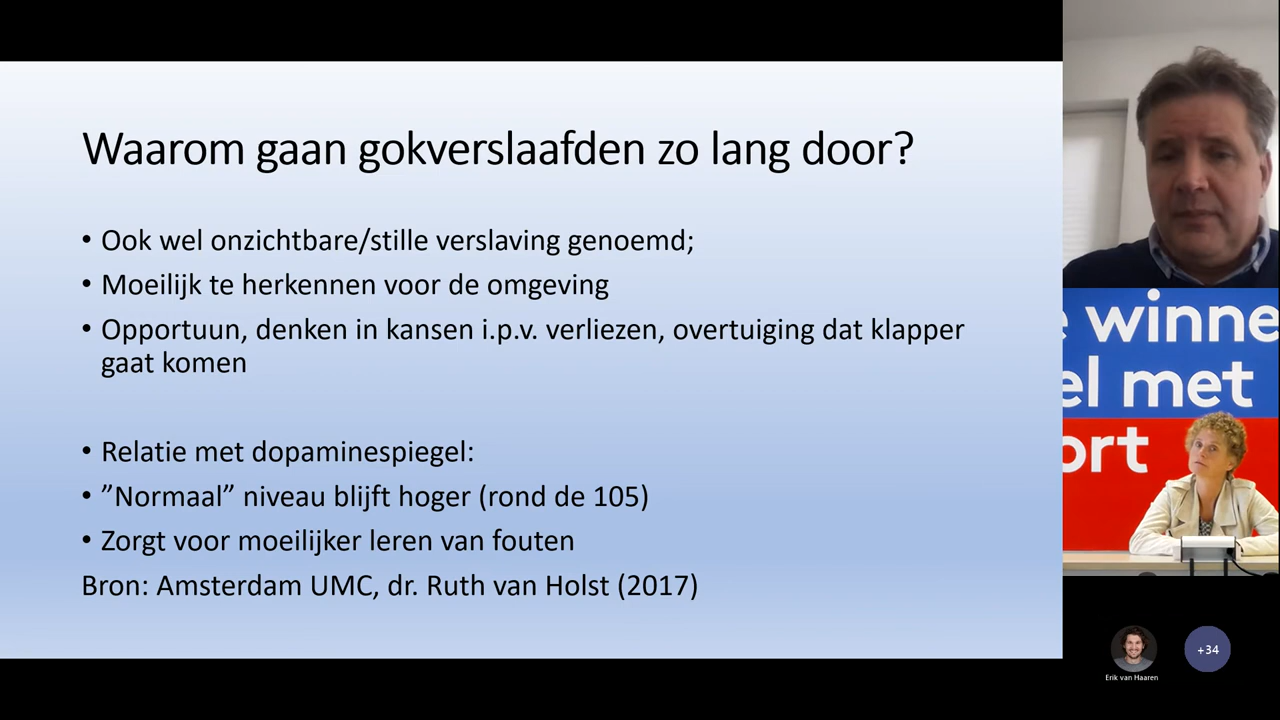 Waarom gaan gokverslaafden zo lang door?
• Ook wel onzichtbare/stille verslaving genoemd;
• Moeilijk te herkennen voor de omgeving
• Opportuun, denken in kansen i.p.v. verliezen, overtuiging dat klapper
gaat komen
• Relatie met dopaminespiegel:
• ”Normaal” niveau blijft hoger (rond de 105)
• Zorgt voor moeilijker leren van fouten
Bron: Amsterdam UMC, dr. Ruth van Holst (2017)
e winne
el met
ort
Erik van Haaren
+34